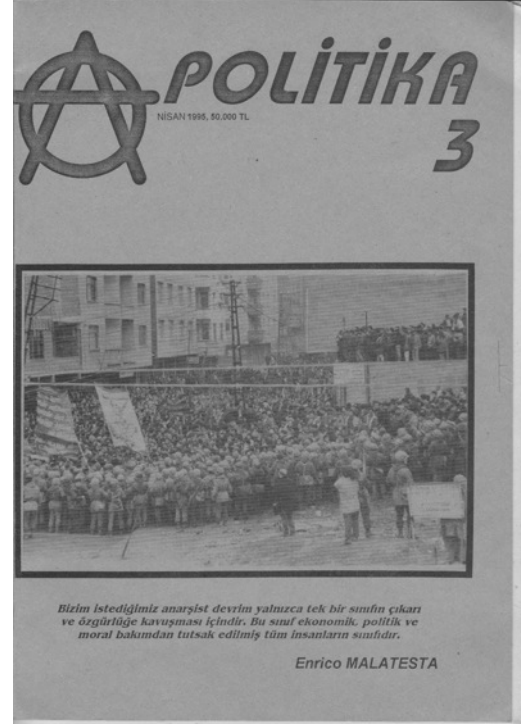 A POLİTİKA
NİSAN 1995, 50.000 TL
3
Bizim istediğimiz anarşist devrim yalnızca tek bir sınıfın çıkarı
ve özgürlüğe kavuşması içindir. Bu sınıf ekonomik, politik ve
moral bakımdan tutsak edilmiş tüm insanların sınıfıdır.
Enrico MALATESTA